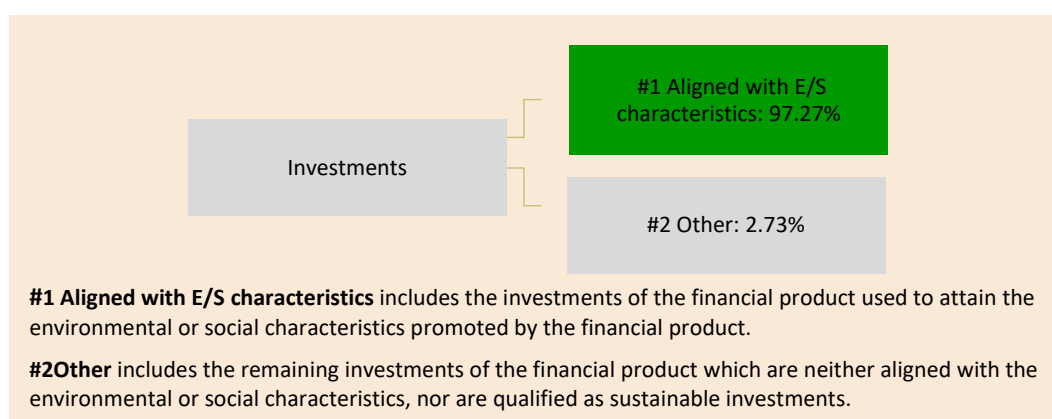 #1 Aligned with E/S
characteristics: 97.27%
Investments
#2 Other: 2.73%
#1 Aligned with E/S characteristics includes the investments of the financial product used to attain the
environmental or social characteristics promoted by the financial product.
#2Other includes the remaining investments of the financial product which are neither aligned with the
environmental or social characteristics, nor are qualified as sustainable investments.